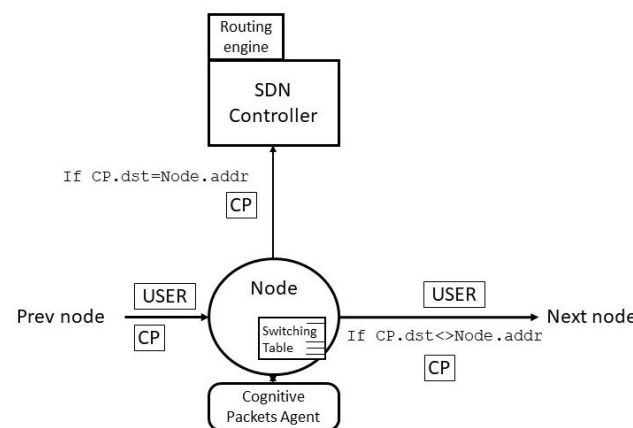 Routing
engine
SDN
Controller
If CP.dst=Node.addr
CP
Node
USER
USER
Prev node
Next node
CP
Switching
Table
If CP.dst<>Node.addr
CP
Cognitive
Packets Agent